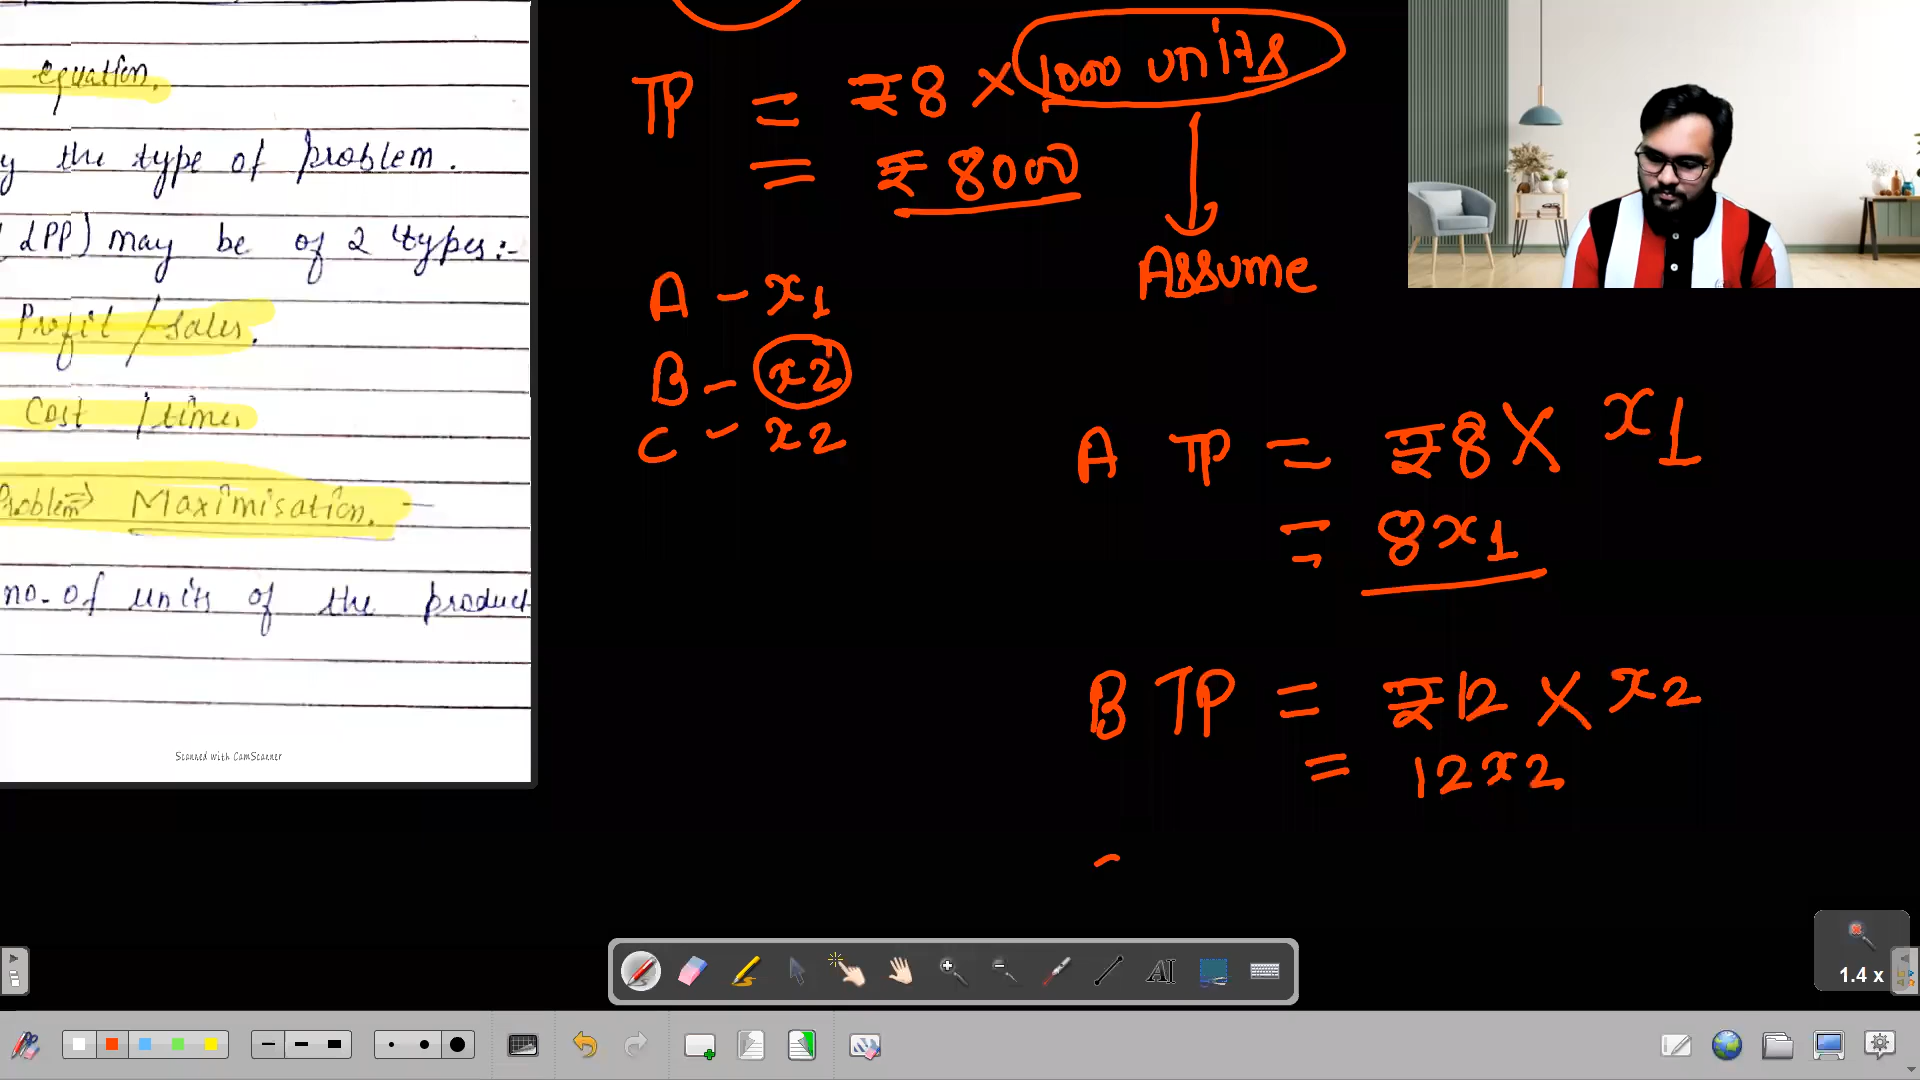 equation.
y the type of problem.
LPP) may be of 2 types:-
Profit / Sales.
Cost / time.
Problem ⇒ Maximisation. -
no. of units of the product
Scanned with CamScanner
TP = ₹8 × 1000 units
= ₹ 8000
Assume
A - x1
B - x2
C - x2
A TP = ₹8 × x1
= 8x1
B TP = ₹12 × x2
= 12x2
1.4 x